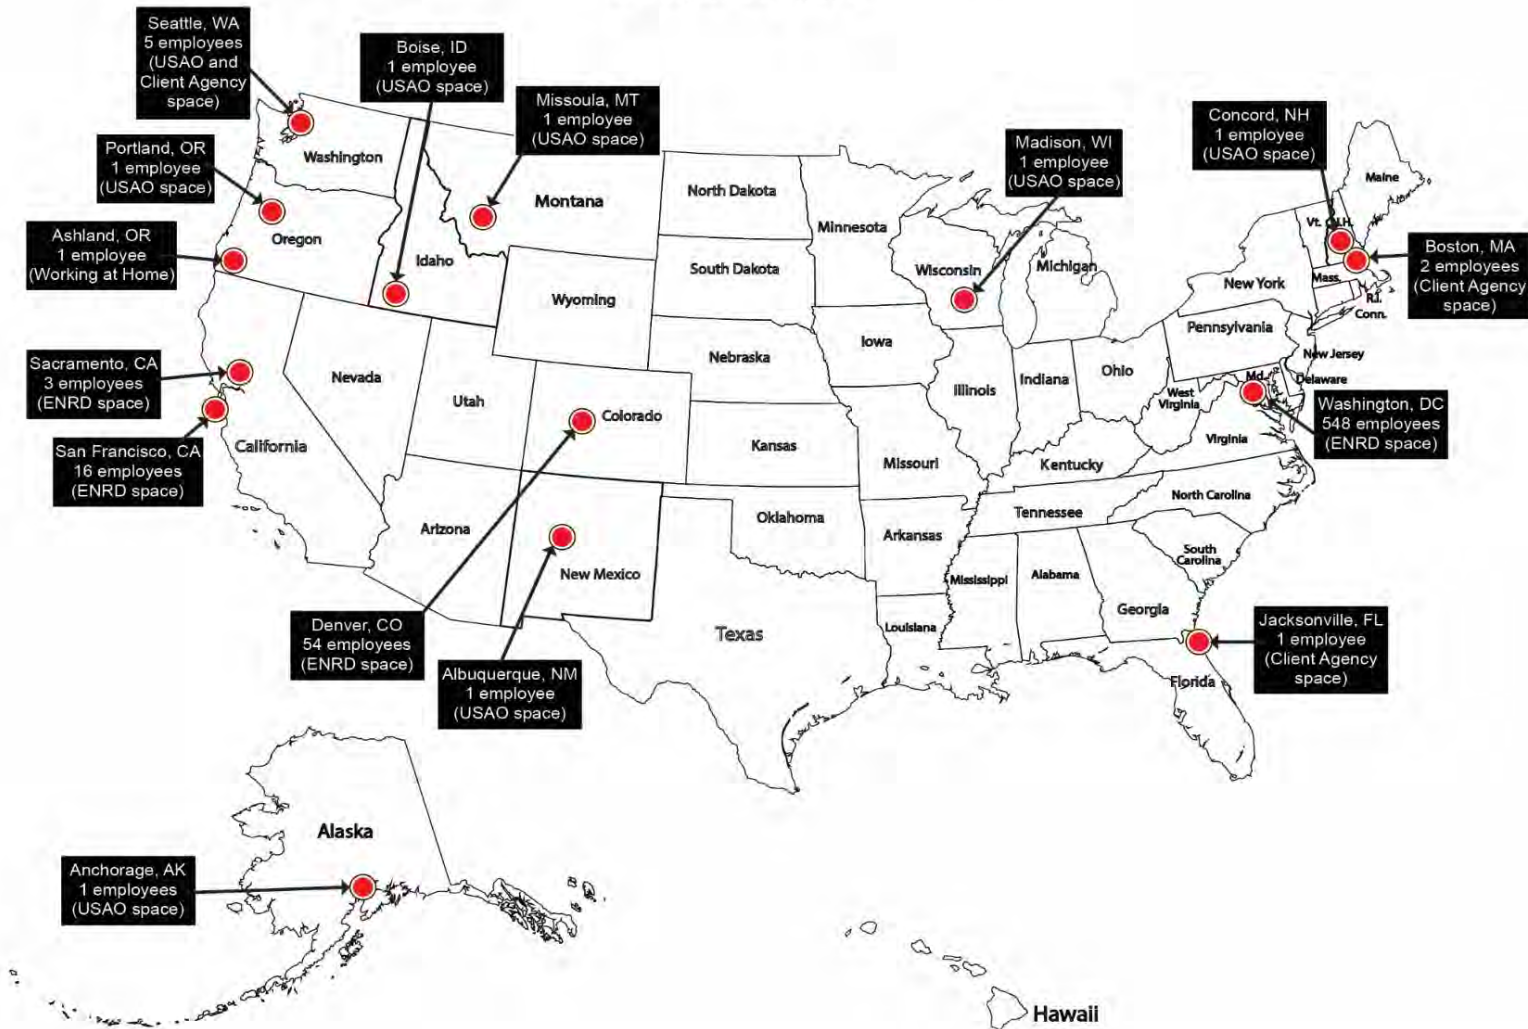 Seattle, WA
5 employees
(USAO and
Client Agency
space)
Boise, ID
1 employee
(USAO space)
Missoula, MT
1 employee
(USAO space)
Portland, OR
1 employee
(USAO space)
Ashland, OR
1 employee
(Working at Home)
Sacramento, CA
3 employees
(ENRD space)
San Francisco, CA
16 employees
(ENRD space)
Denver, CO
54 employees
(ENRD space)
Albuquerque, NM
1 employee
(USAO space)
Madison, WI
1 employee
(USAO space)
Concord, NH
1 employee
(USAO space)
Boston, MA
2 employees
(Client Agency
space)
Washington, DC
548 employees
(ENRD space)
Jacksonville, FL
1 employee
(Client Agency
space)
Anchorage, AK
1 employees
(USAO space)
Washington
Oregon
Idaho
Montana
Wyoming
Nevada
Utah
California
Arizona
Colorado
New Mexico
North Dakota
South Dakota
Nebraska
Kansas
Oklahoma
Texas
Minnesota
Iowa
Missouri
Arkansas
Louisiana
Wisconsin
Michigan
Illinois
Indiana
Ohio
Kentucky
Tennessee
Mississippi
Alabama
Georgia
Florida
South
Carolina
North Carolina
Virginia
West
Virginia
Md.
Delaware
New Jersey
Pennsylvania
New York
Conn.
R.I.
Mass.
Vt.
Maine
Alaska
Hawaii